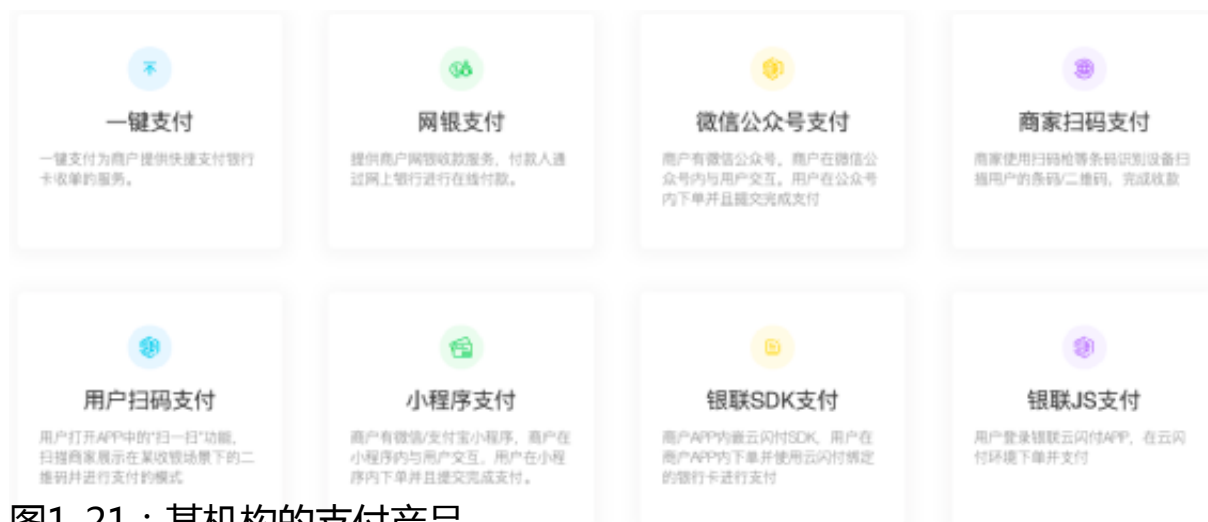 一键支付
一键支付为商户提供快捷支付银行
卡收单的服务。
网银支付
提供商户网银收款服务，付款人通
过网上银行进行在线付款。
微信公众号支付
商户有微信公众号，商户在微信公
众号内与用户交互，用户在公众号
内下单并且提交完成支付
商家扫码支付
商家使用扫码枪等条码识别设备扫
描用户的条码/二维码，完成收款
用户扫码支付
用户打开APP中的“扫一扫”功能，
扫描商家展示在某收银场景下的二
维码并进行支付的模式
小程序支付
商户有微信/支付宝小程序，商户在
小程序内与用户交互，用户在小程
序内下单并且提交完成支付。
银联SDK支付
商户APP内嵌云闪付SDK，用户在
商户APP内下单并使用云闪付绑定
的银行卡进行支付
银联JS支付
用户登录银联云闪付APP，在云闪
付环境下单并支付
图1-21：某机构的支付产品